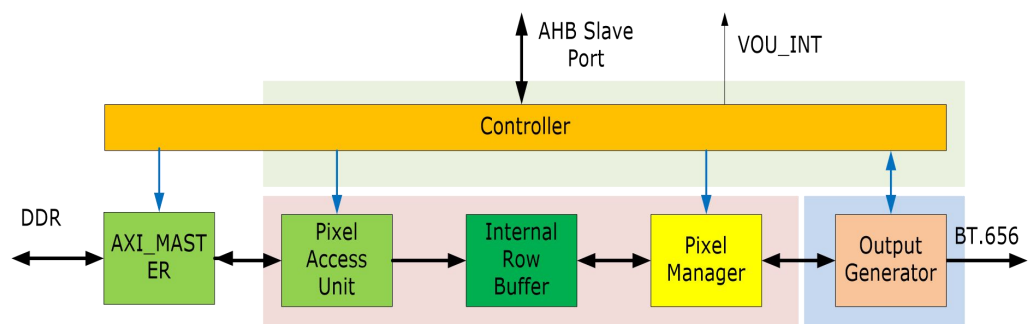 AHB Slave
Port
VOU_INT
Controller
DDR
AXI_MAST
ER
Pixel
Access
Unit
Internal
Row
Buffer
Pixel
Manager
Output
Generator
BT.656